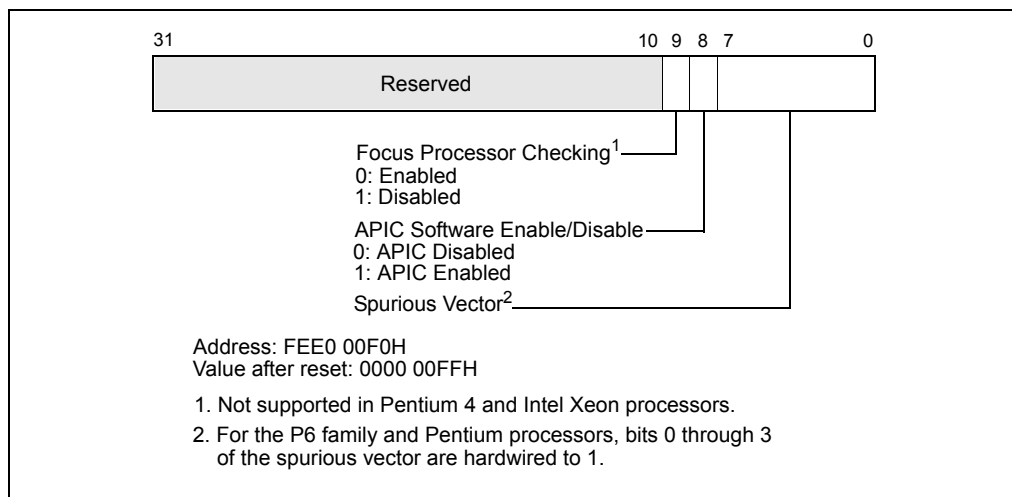 31 10 9 8 7 0
Reserved
Focus Processor Checking1
0: Enabled
1: Disabled
APIC Software Enable/Disable
0: APIC Disabled
1: APIC Enabled
Spurious Vector2
Address: FEE0 00F0H
Value after reset: 0000 00FFH
1. Not supported in Pentium 4 and Intel Xeon processors.
2. For the P6 family and Pentium processors, bits 0 through 3
of the spurious vector are hardwired to 1.